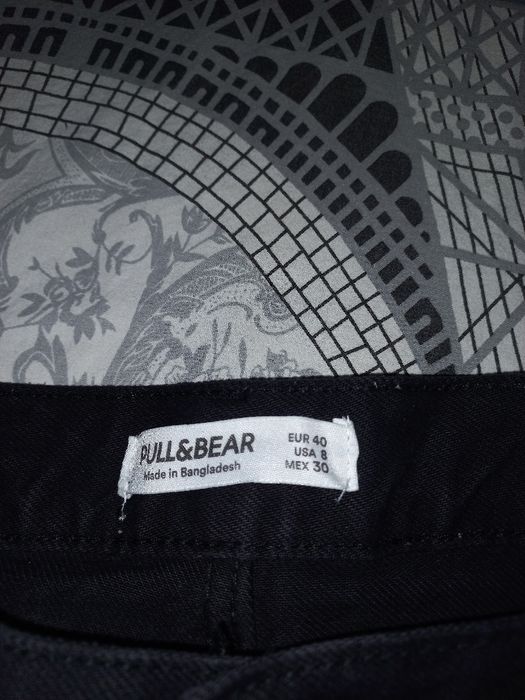 PULL&BEAR
Made in Bangladesh
EUR 40
USA 8
MEX 30